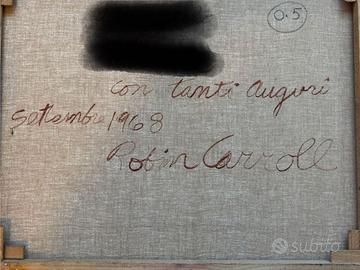 0.5
con tanti auguri
settembre 1968
Robin Carroll
subito